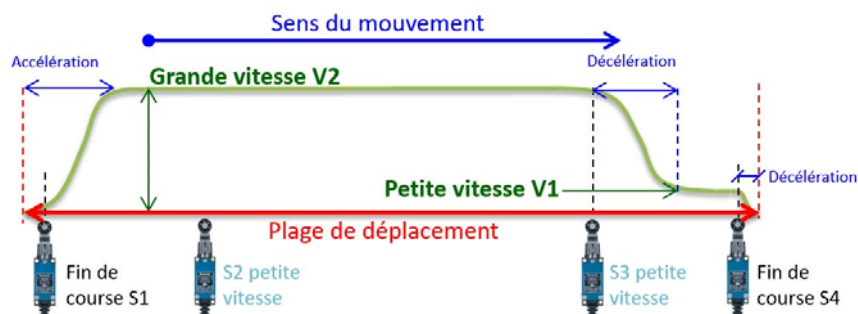 Sens du mouvement
Accélération
Grande vitesse V2
Décélération
Petite vitesse V1
Décélération
Plage de déplacement
Fin de
course S1
S2 petite
vitesse
S3 petite
vitesse
Fin de
course S4